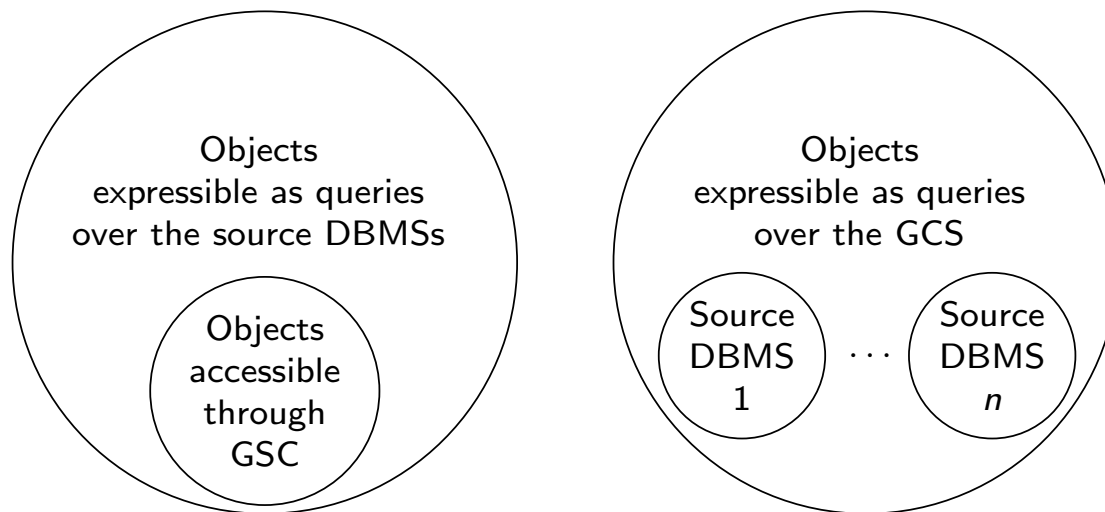 Objects
expressible as queries
over the source DBMSs
Objects
accessible
through
GSC
Objects
expressible as queries
over the GCS
Source
DBMS
1
· · ·
Source
DBMS
n